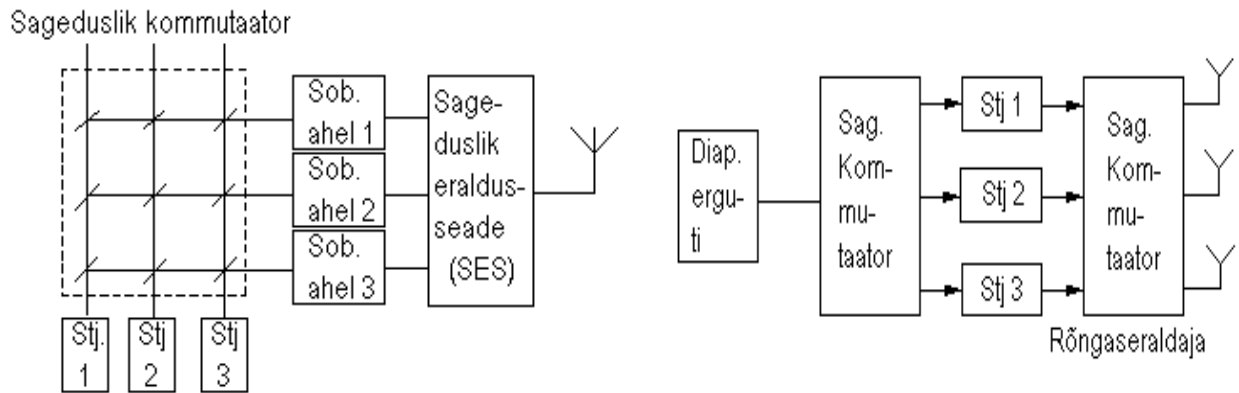 Sageduslik kommutaator
Sob.
ahel 1
Sob.
ahel 2
Sob.
ahel 3
Sage-
duslik
eraldus-
seade
(SES)
Stj.
1
Stj
2
Stj
3
Diap.
ergu-
ti
Sag.
Kom-
mu-
taator
Stj 1
Stj 2
Stj 3
Sag.
Kom-
mu-
taator
Rõngaseraldaja